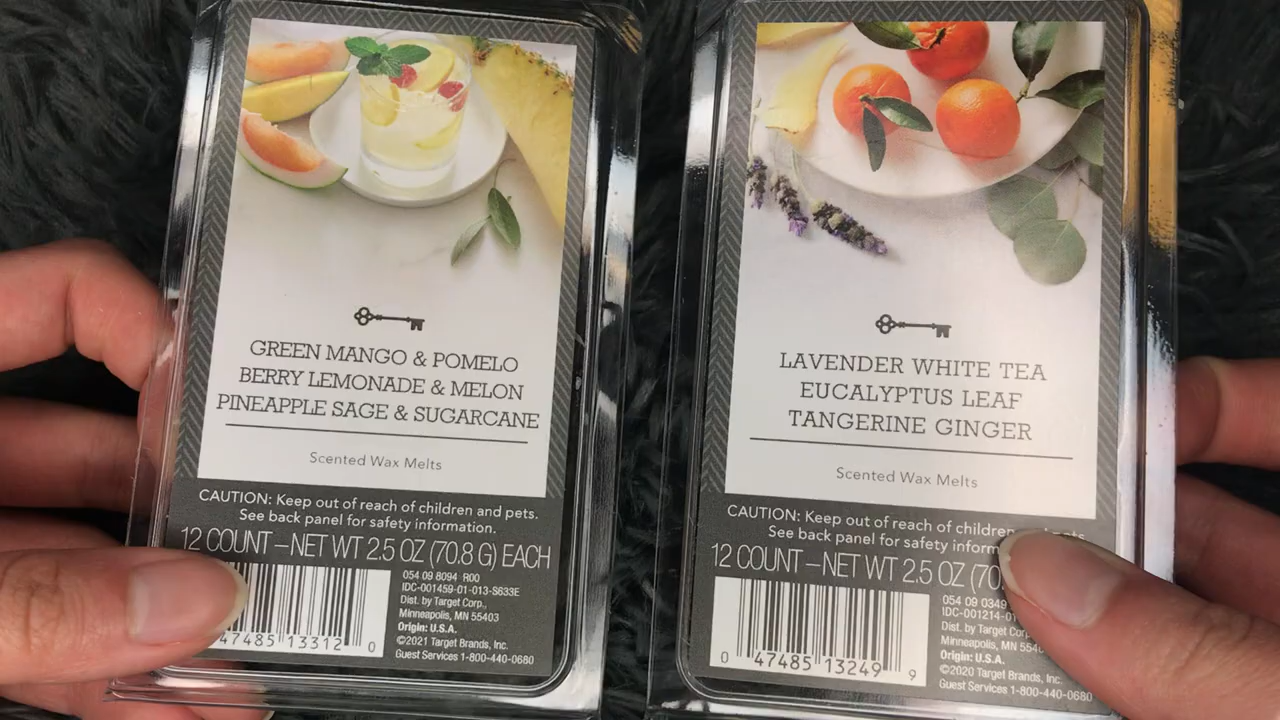 GREEN MANGO & POMELO
BERRY LEMONADE & MELON
PINEAPPLE SAGE & SUGARCANE
Scented Wax Melts
CAUTION: Keep out of reach of children and pets.
See back panel for safety information.
12 COUNT – NET WT 2.5 OZ (70.8 G) EACH
47485 13312 0
054 09 8094 R00
IDC-001459-01-013-S633E
Dist. by Target Corp.,
Minneapolis, MN 55403
Origin: U.S.A.
©2021 Target Brands, Inc.
Guest Services 1-800-440-0680
LAVENDER WHITE TEA
EUCALYPTUS LEAF
TANGERINE GINGER
Scented Wax Melts
CAUTION: Keep out of reach of children
See back panel for safety
12 COUNT – NET WT 2.5 OZ
0 47485 13249 9
054 09 0349
IDC-001214-01
Dist. by Target
Minneapolis, MN
Origin: U.S.A.
©2020 Target Brands, Inc.
Guest Services 1-800-440-0680